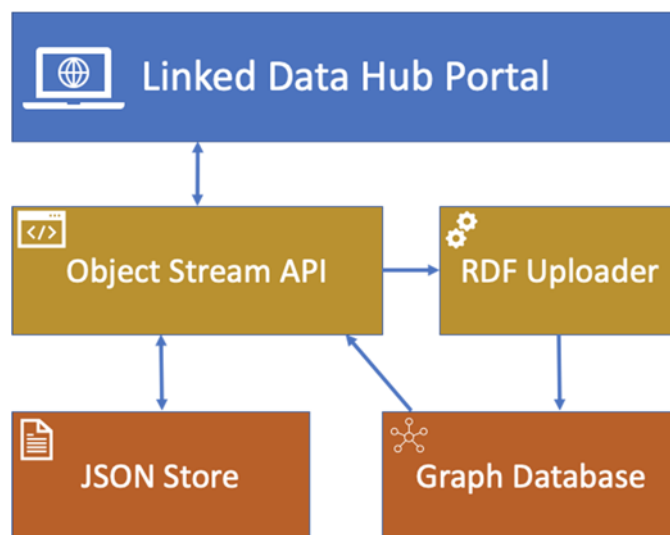 Linked Data Hub Portal
</>
Object Stream API
RDF Uploader
JSON Store
Graph Database